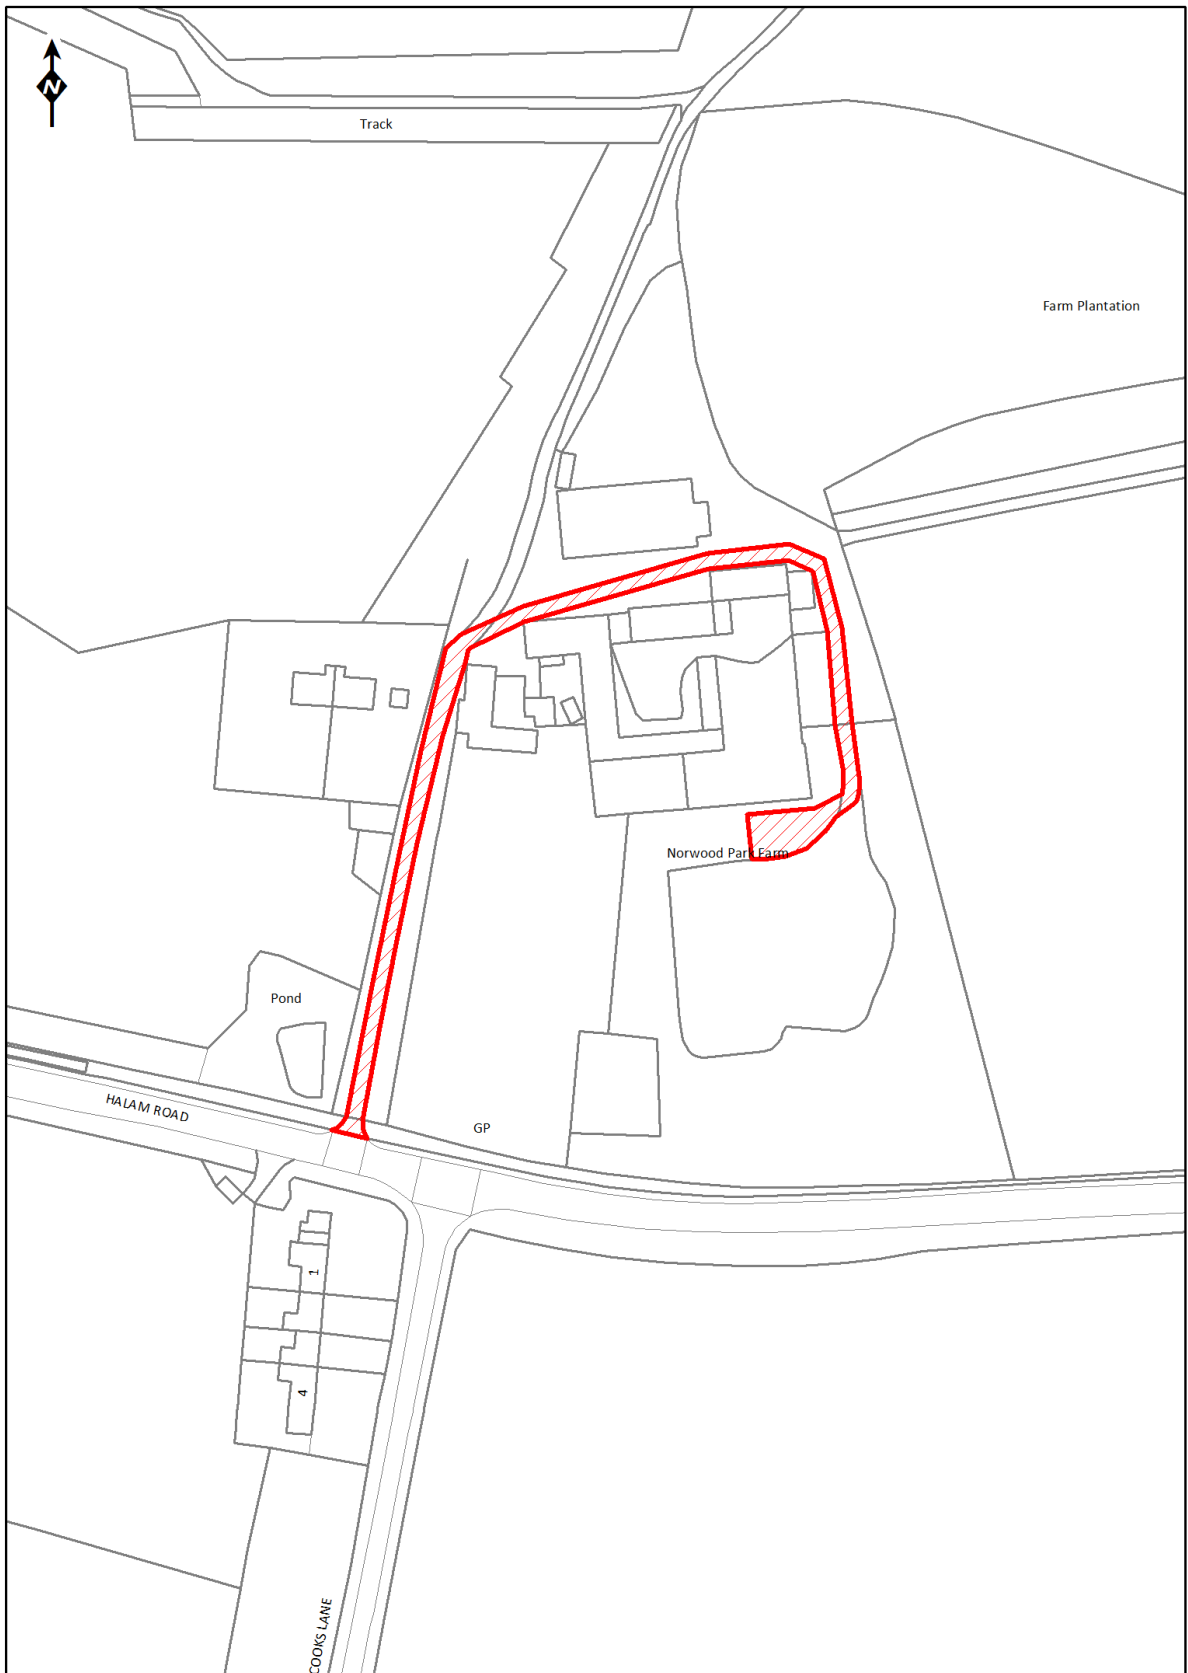 N
Track
Farm Plantation
Norwood Park Farm
Pond
HALAM ROAD
GP
1
4
COOKS LANE